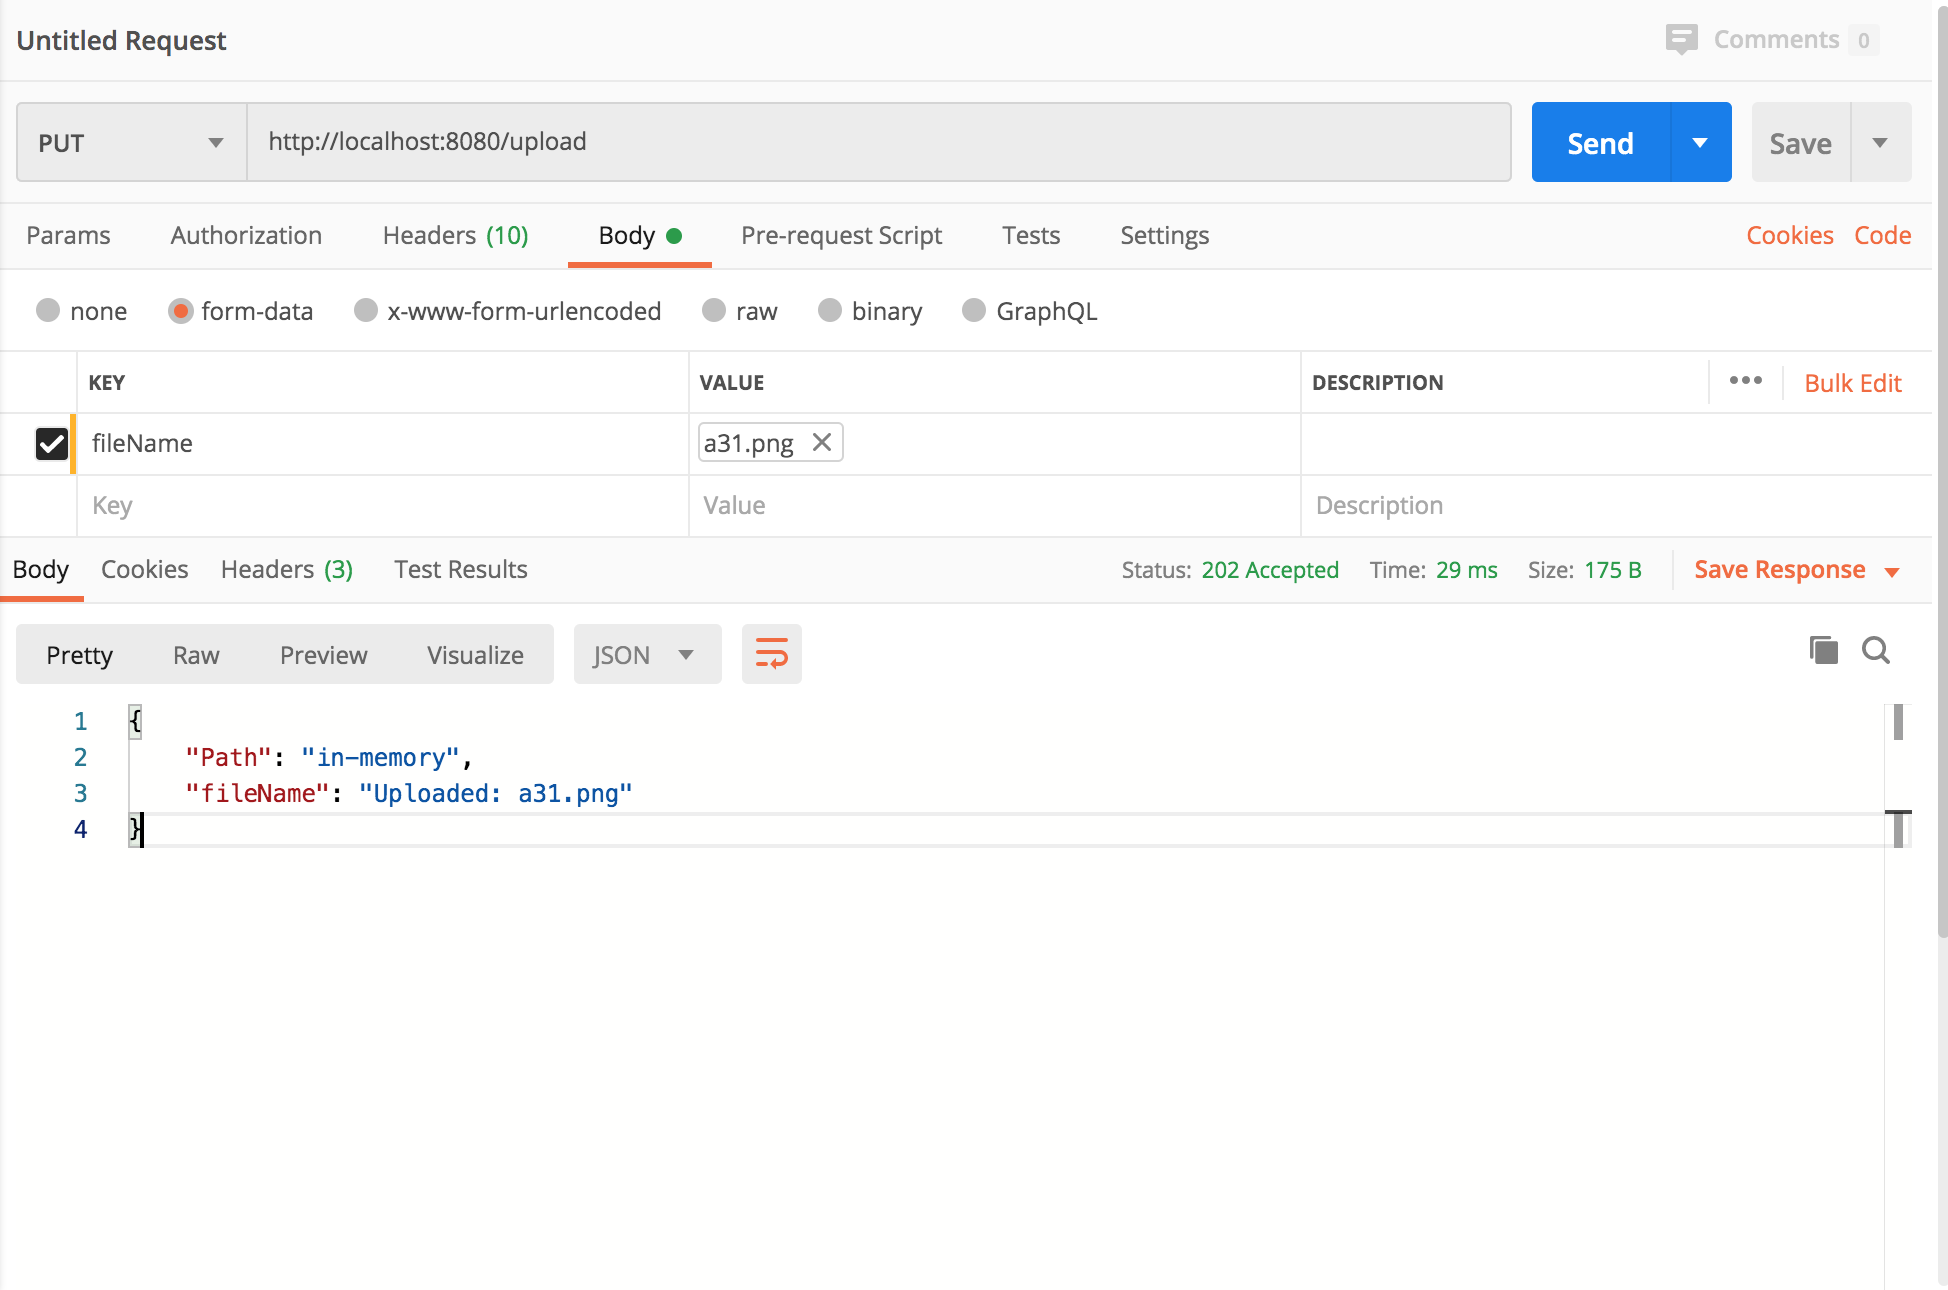 Untitled Request Comments 0
PUT http://localhost:8080/upload Send Save
Params Authorization Headers (10) Body Pre-request Script Tests Settings Cookies Code
none form-data x-www-form-urlencoded raw binary GraphQL
KEY VALUE DESCRIPTION ••• Bulk Edit
fileName a31.png
Key Value Description
Body Cookies Headers (3) Test Results Status: 202 Accepted Time: 29 ms Size: 175 B Save Response
Pretty Raw Preview Visualize JSON
1 {
2 "Path": "in-memory",
3 "fileName": "Uploaded: a31.png"
4 }